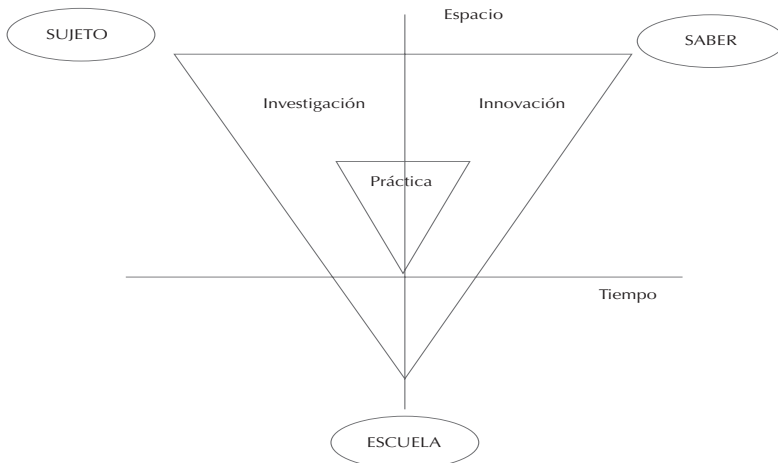 Espacio
SUJETO
SABER
Investigación
Innovación
Práctica
Tiempo
ESCUELA